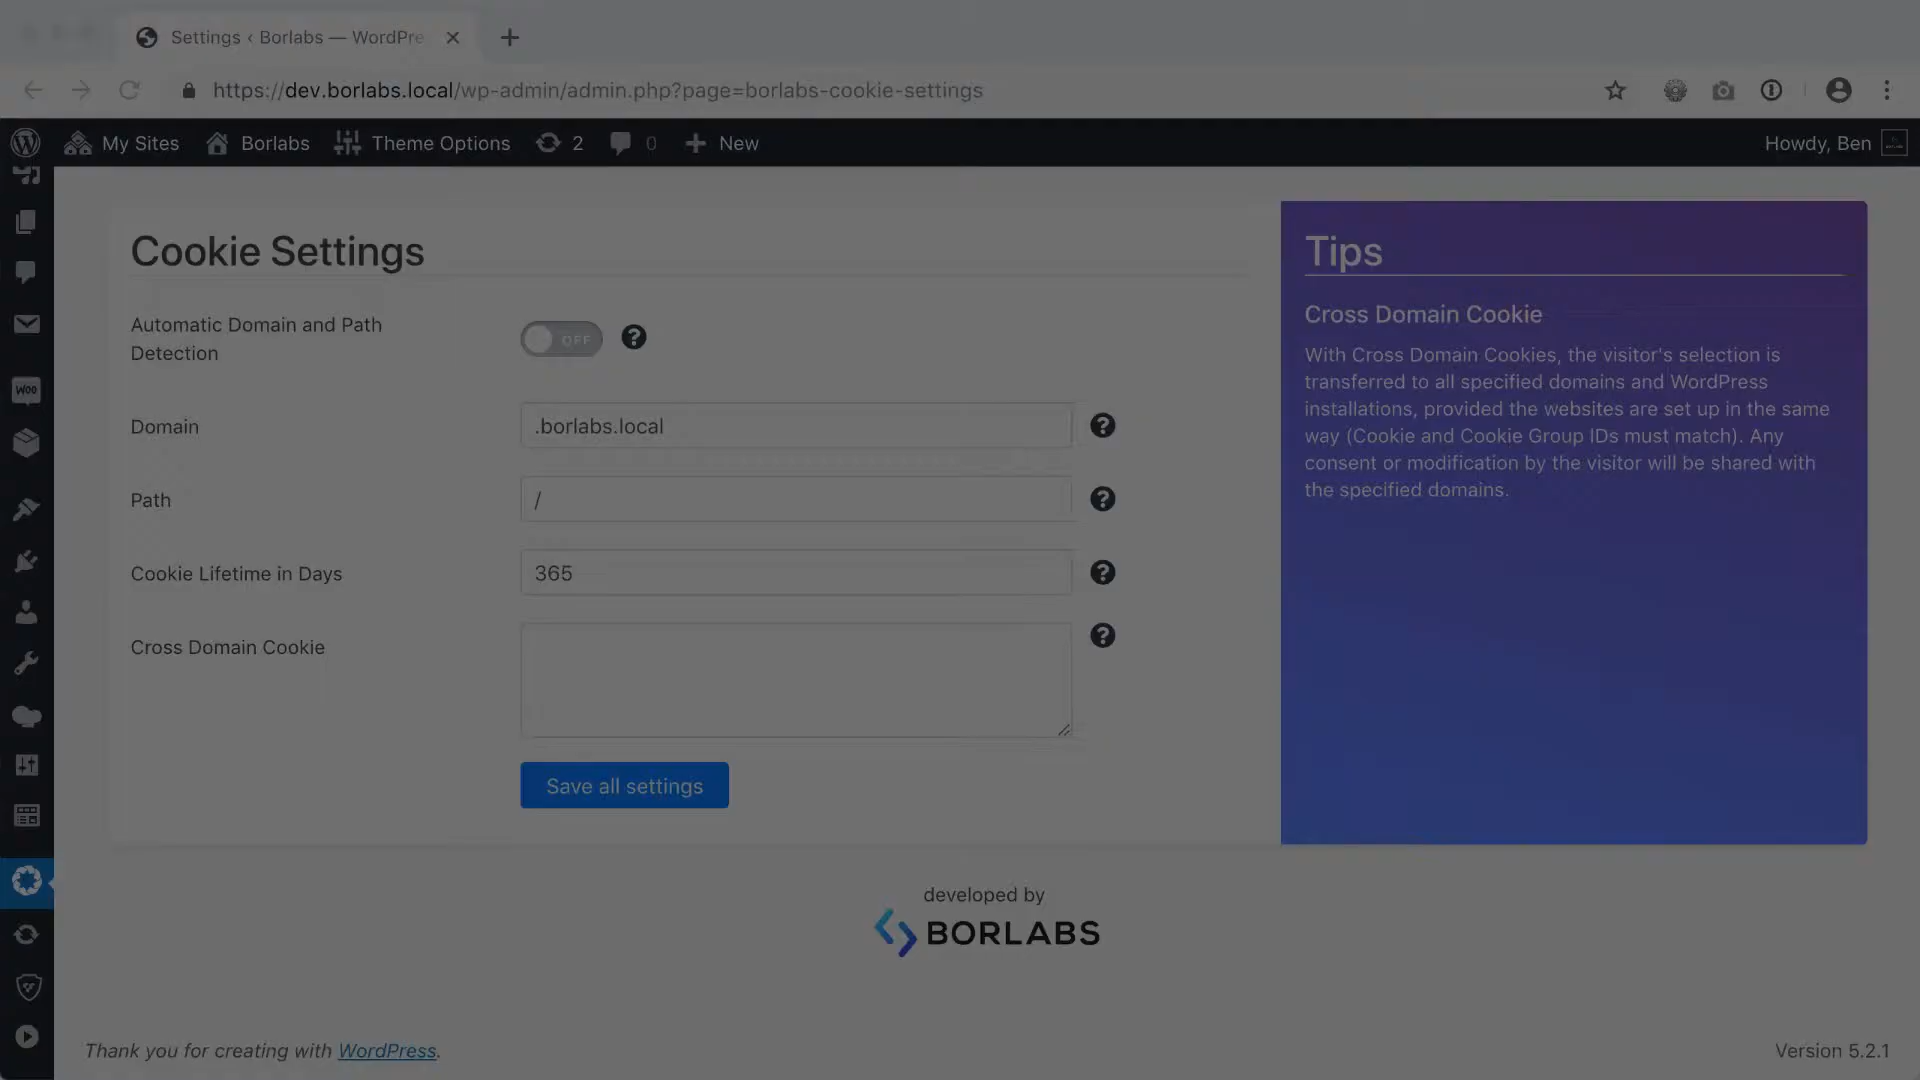 Settings ‹ Borlabs — WordPre
https://dev.borlabs.local/wp-admin/admin.php?page=borlabs-cookie-settings
My Sites
Borlabs
Theme Options
2
0
New
Howdy, Ben
Cookie Settings
Automatic Domain and Path
Detection
OFF
?
Domain
.borlabs.local
?
Path
/
?
Cookie Lifetime in Days
365
?
Cross Domain Cookie
?
Save all settings
Tips
Cross Domain Cookie
With Cross Domain Cookies, the visitor's selection is
transferred to all specified domains and WordPress
installations, provided the websites are set up in the same
way (Cookie and Cookie Group IDs must match). Any
consent or modification by the visitor will be shared with
the specified domains.
WOO
developed by
BORLABS
Thank you for creating with WordPress.
Version 5.2.1